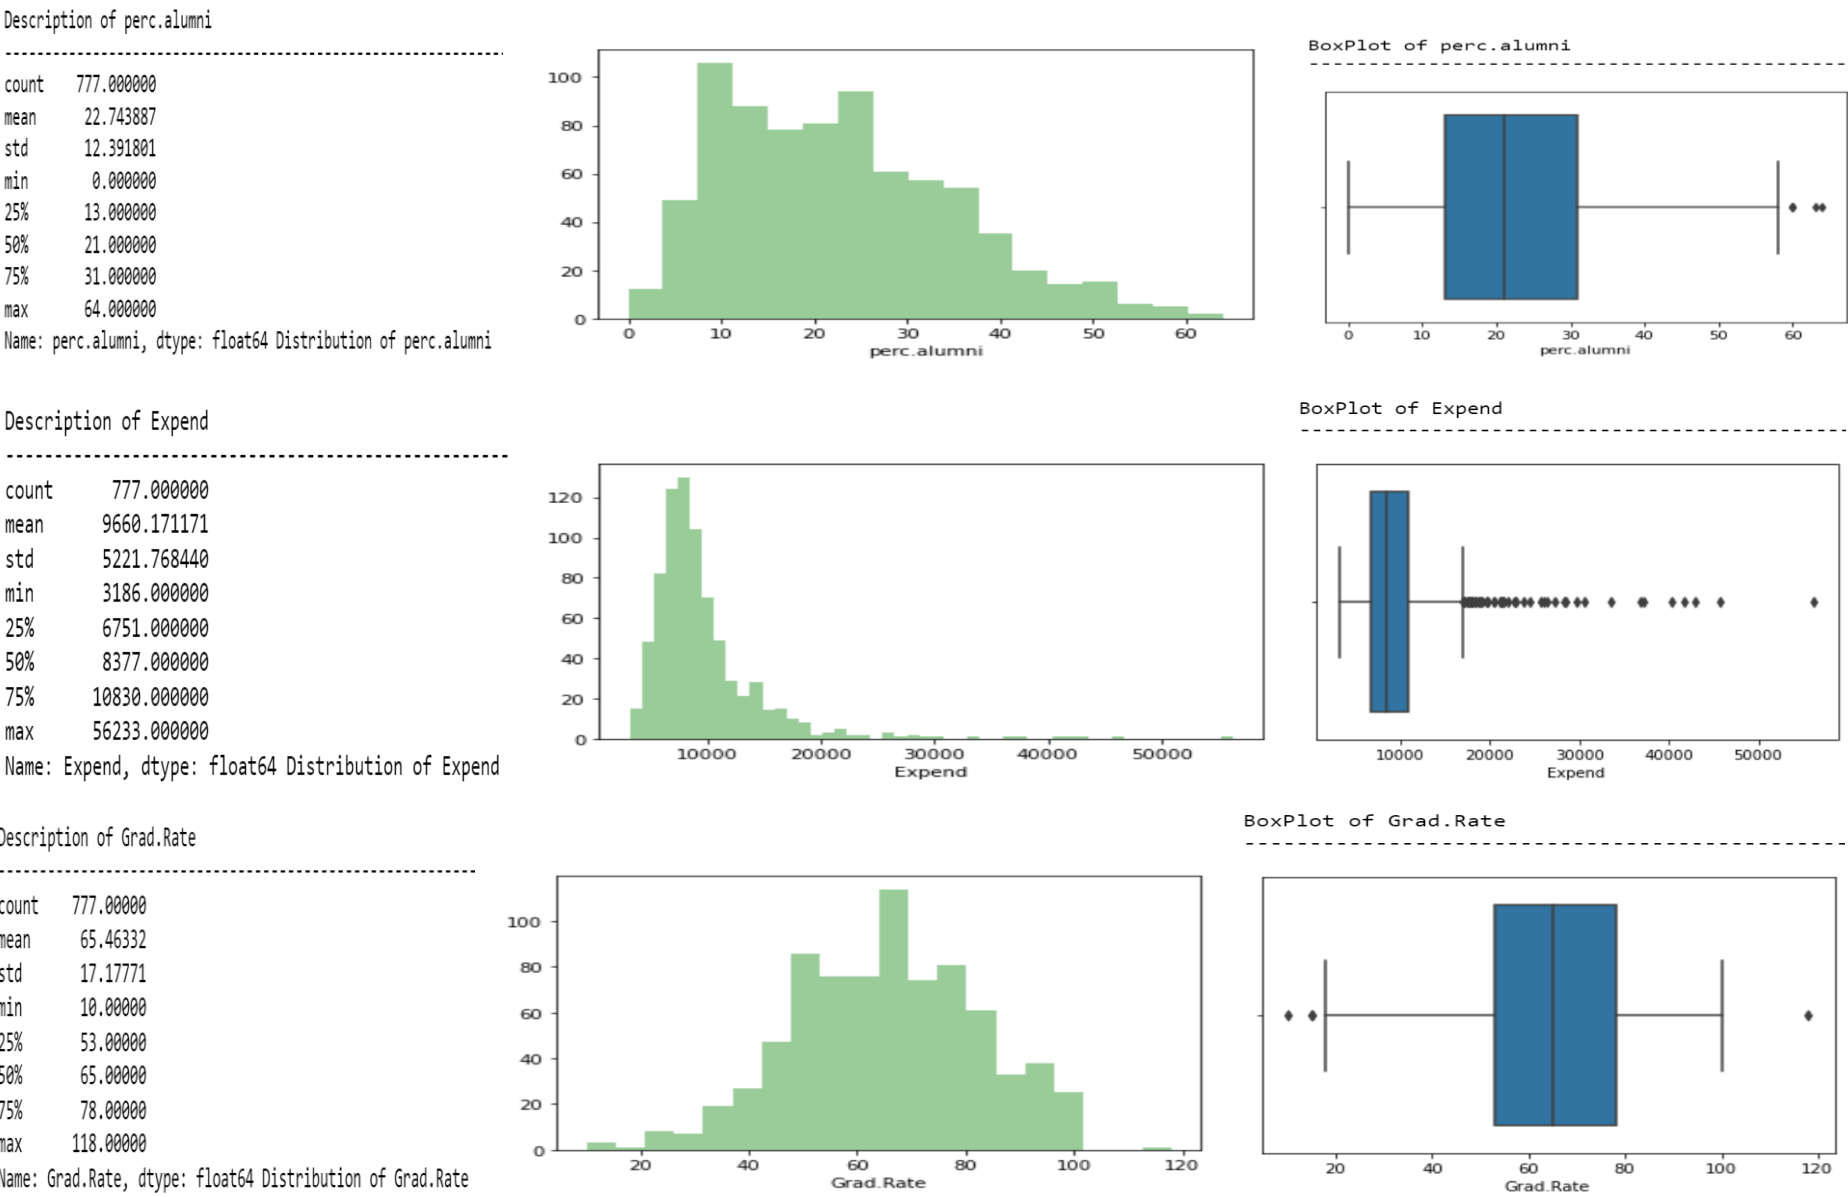 Description of perc.alumni
--------------------------------------------------
count 777.000000
mean 22.743887
std 12.391801
min 0.000000
25% 13.000000
50% 21.000000
75% 31.000000
max 64.000000
Name: perc.alumni, dtype: float64 Distribution of perc.alumni
100
80
60
40
20
0
0 10 20 30 40 50 60
perc.alumni
BoxPlot of perc.alumni
--------------------------------------------------
0 10 20 30 40 50 60
perc.alumni
Description of Expend
--------------------------------------------------
count 777.000000
mean 9660.171171
std 5221.768440
min 3186.000000
25% 6751.000000
50% 8377.000000
75% 10830.000000
max 56233.000000
Name: Expend, dtype: float64 Distribution of Expend
120
100
80
60
40
20
0
10000 20000 30000 40000 50000
Expend
BoxPlot of Expend
--------------------------------------------------
10000 20000 30000 40000 50000
Expend
Description of Grad.Rate
--------------------------------------------------
count 777.00000
mean 65.46332
std 17.17771
min 10.00000
25% 53.00000
50% 65.00000
75% 78.00000
max 118.00000
Name: Grad.Rate, dtype: float64 Distribution of Grad.Rate
100
80
60
40
20
0
20 40 60 80 100 120
Grad.Rate
BoxPlot of Grad.Rate
--------------------------------------------------
20 40 60 80 100 120
Grad.Rate